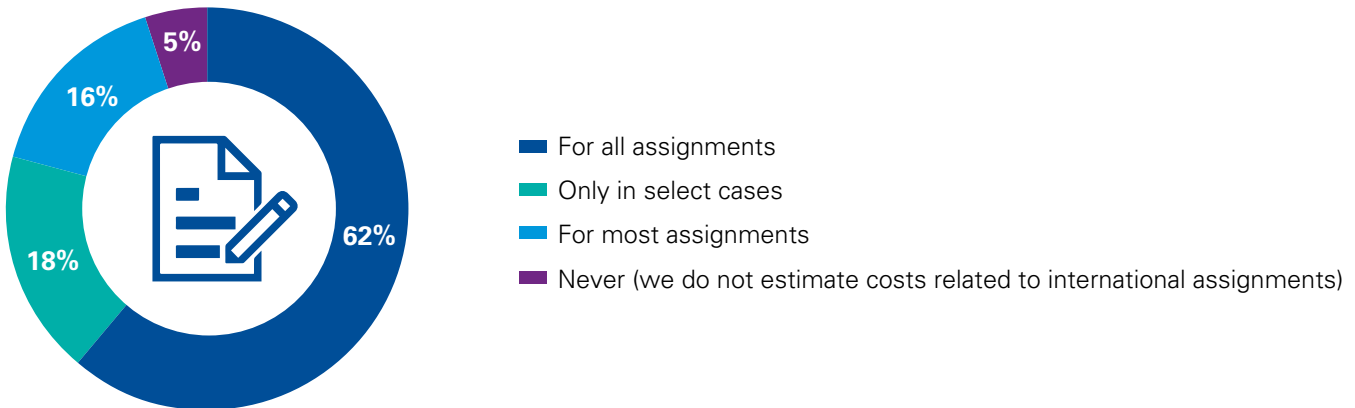 5%
16%
62%
18%
For all assignments
Only in select cases
For most assignments
Never (we do not estimate costs related to international assignments)